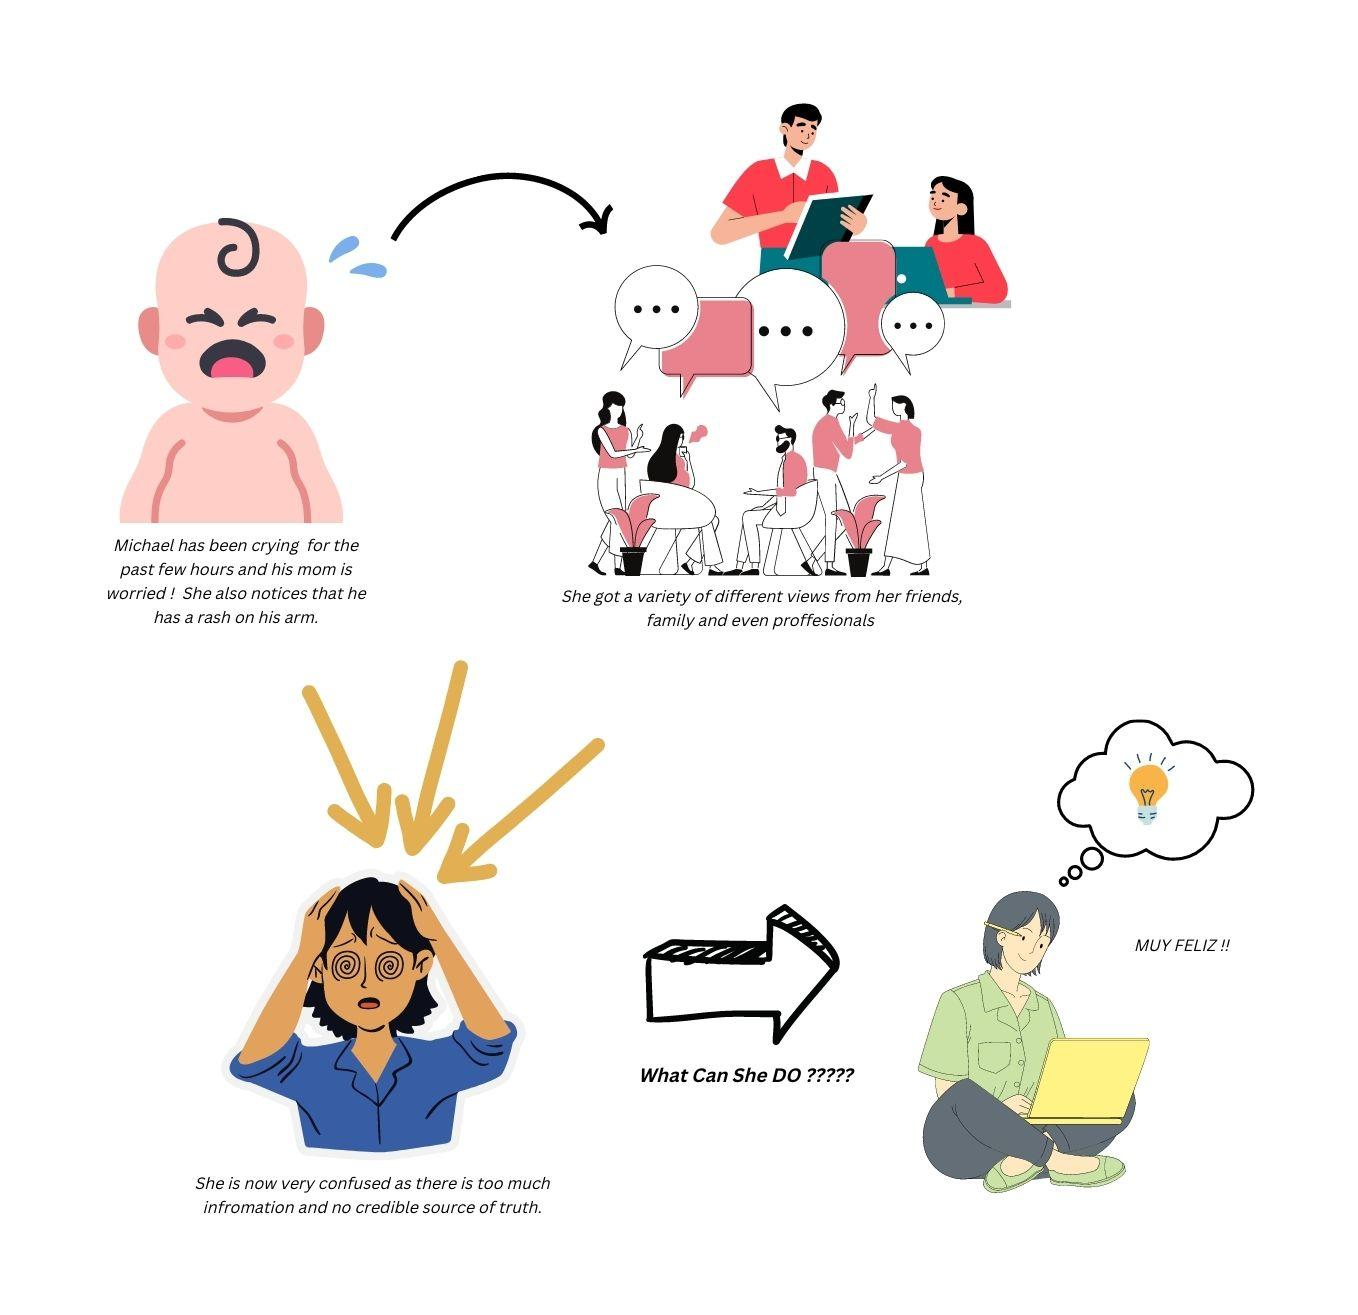 Michael has been crying  for the
past few hours and his mom is
worried !  She also notices that he
has a rash on his arm.
She got a variety of different views from her friends,
family and even proffesionals
MUY FELIZ !!
What Can She DO ?????
She is now very confused as there is too much
infromation and no credible source of truth.